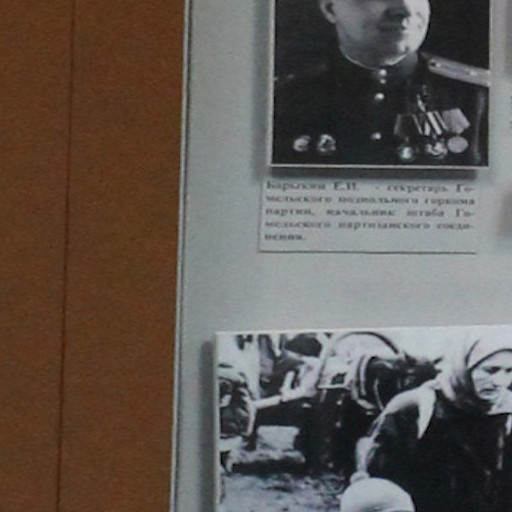 Барыкин Е.И. - секретарь Го-
мельского подпольного горкома
партии, начальник штаба Го-
мельского партизанского соеди-
нения.